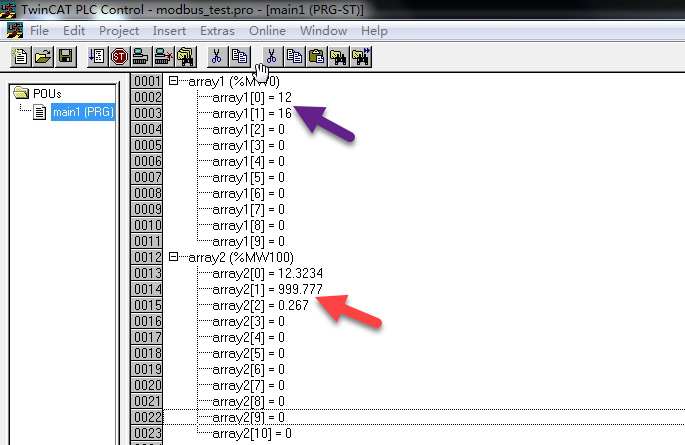 TwinCAT PLC Control - modbus_test.pro - [main1 (PRG-ST)]
File Edit Project Insert Extras Online Window Help
POUs
main1 (PRG)
0001 array1 (%MW0)
0002 array1[0] = 12
0003 array1[1] = 16
0004 array1[2] = 0
0005 array1[3] = 0
0006 array1[4] = 0
0007 array1[5] = 0
0008 array1[6] = 0
0009 array1[7] = 0
0010 array1[8] = 0
0011 array1[9] = 0
0012 array2 (%MW100)
0013 array2[0] = 12.3234
0014 array2[1] = 999.777
0015 array2[2] = 0.267
0016 array2[3] = 0
0017 array2[4] = 0
0018 array2[5] = 0
0019 array2[6] = 0
0020 array2[7] = 0
0021 array2[8] = 0
0022 array2[9] = 0
0023 array2[10] = 0